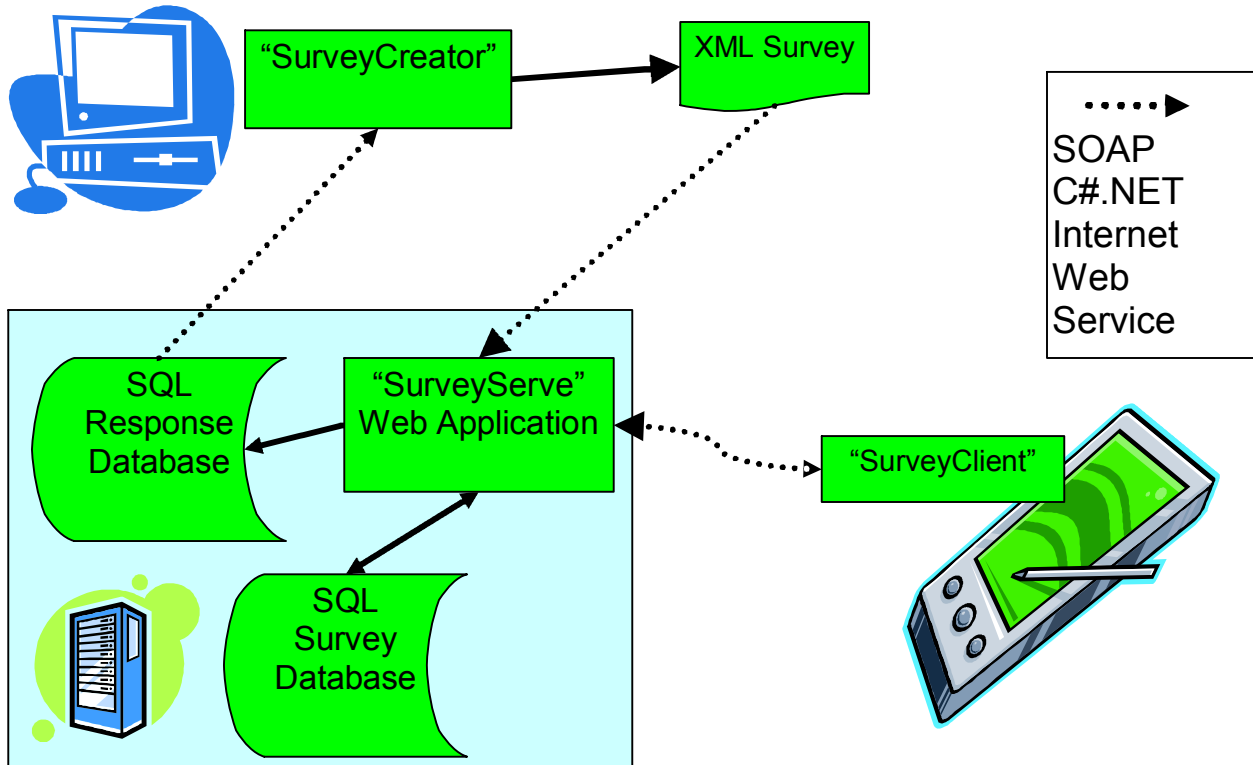 “SurveyCreator”
XML Survey
SOAP
C#.NET
Internet
Web
Service
SQL
Response
Database
“SurveyServe”
Web Application
“SurveyClient”
SQL
Survey
Database